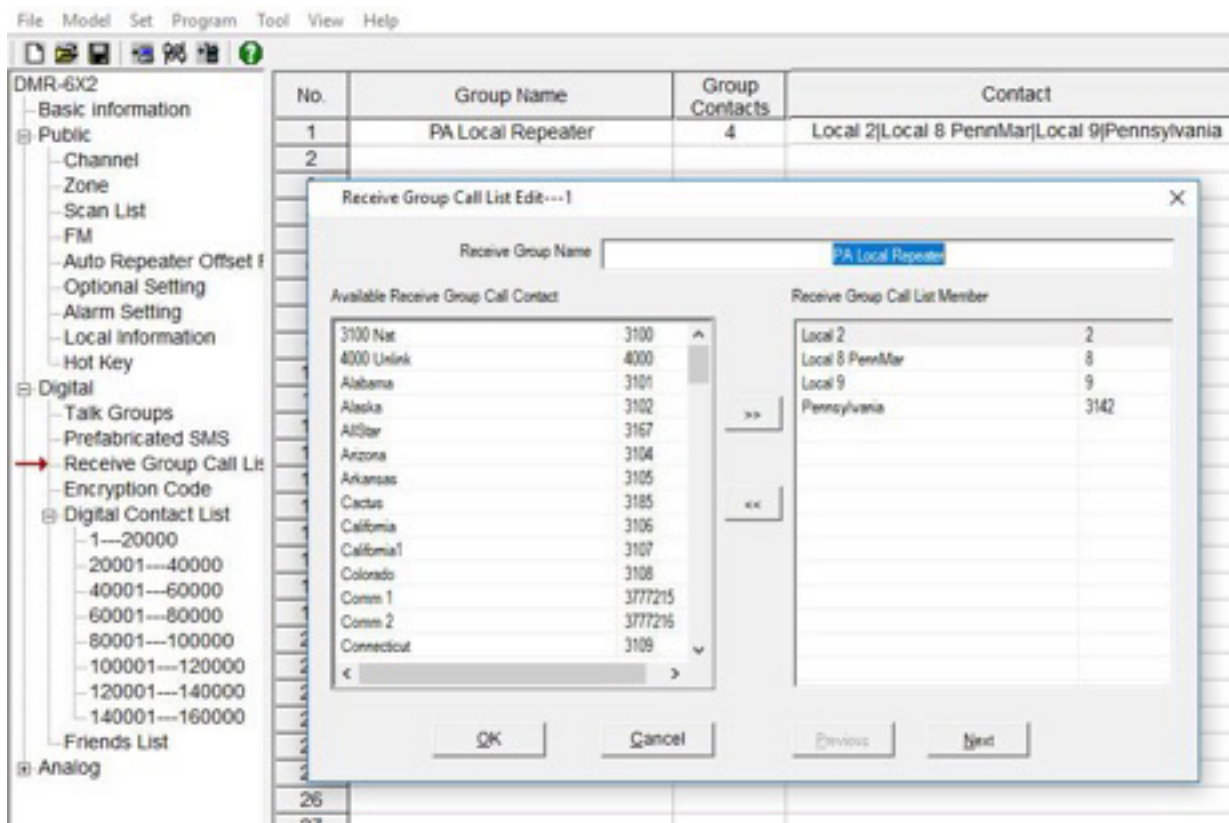 File Model Set Program Tool View Help
DMR-6X2
Basic information
Public
Channel
Zone
Scan List
FM
Auto Repeater Offset F
Optional Setting
Alarm Setting
Local Information
Hot Key
Digital
Talk Groups
Prefabricated SMS
Receive Group Call Lis
Encryption Code
Digital Contact List
1---20000
20001---40000
40001---60000
60001---80000
80001---100000
100001---120000
120001---140000
140001---160000
Friends List
Analog
No. Group Name Group Contacts Contact
1 PA Local Repeater 4 Local 2|Local 8 PennMar|Local 9|Pennsylvania
2
Receive Group Call List Edit---1
Receive Group Name PA Local Repeater
Available Receive Group Call Contact
3100 Nat 3100
4000 Unlink 4000
Alabama 3101
Alaska 3102
AllStar 3167
Arizona 3104
Arkansas 3105
Cactus 3185
California 3106
California1 3107
Colorado 3108
Comm 1 3777215
Comm 2 3777216
Connecticut 3109
>>
<<
Receive Group Call List Member
Local 2 2
Local 8 PennMar 8
Local 9 9
Pennsylvania 3142
OK Cancel Previous Next
26
27